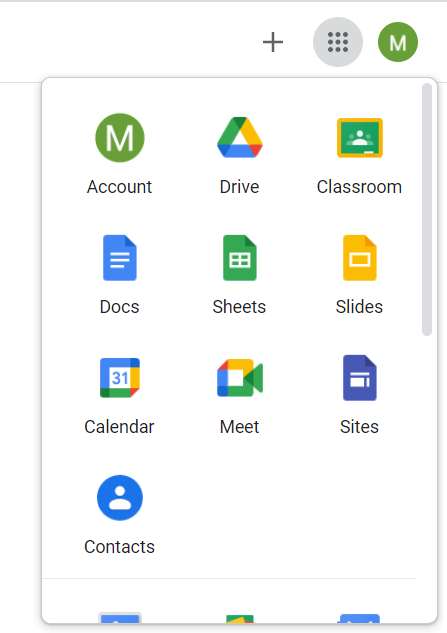 M
M
Account
Drive
Classroom
Docs
Sheets
Slides
31
Calendar
Meet
Sites
Contacts